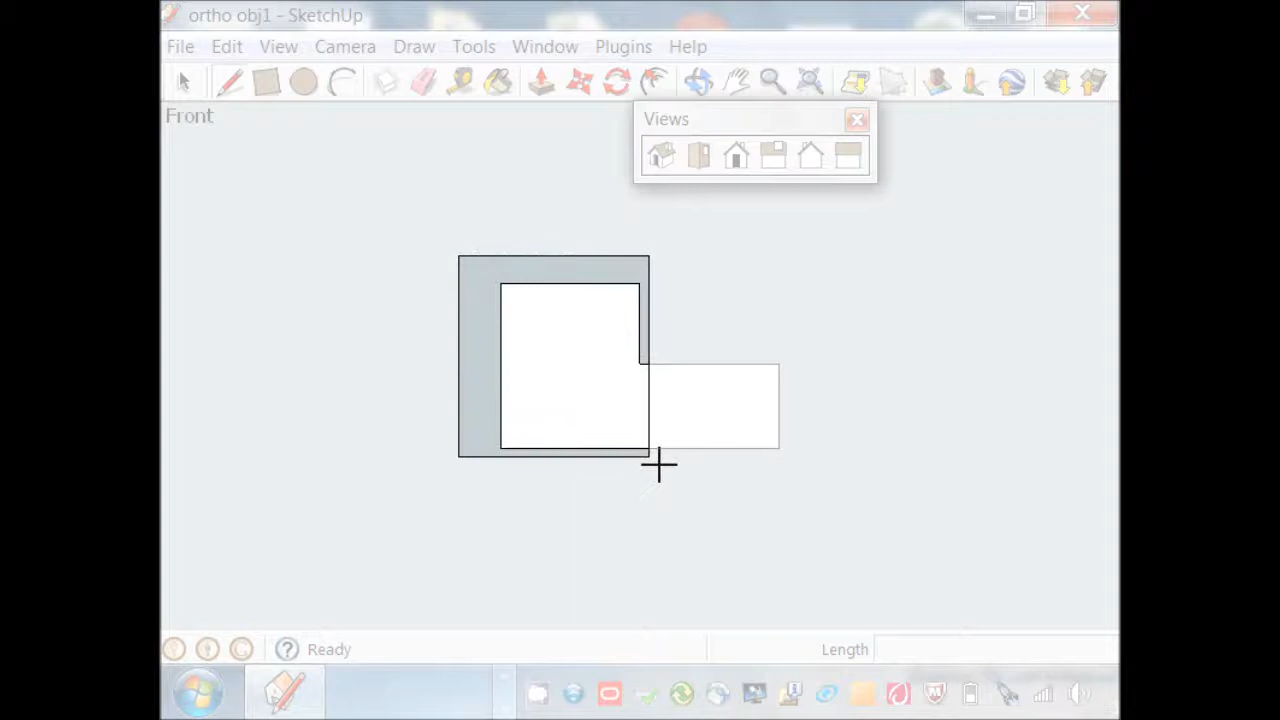 ortho obj1 - SketchUp
File Edit View Camera Draw Tools Window Plugins Help
Front
Views
Ready
Length